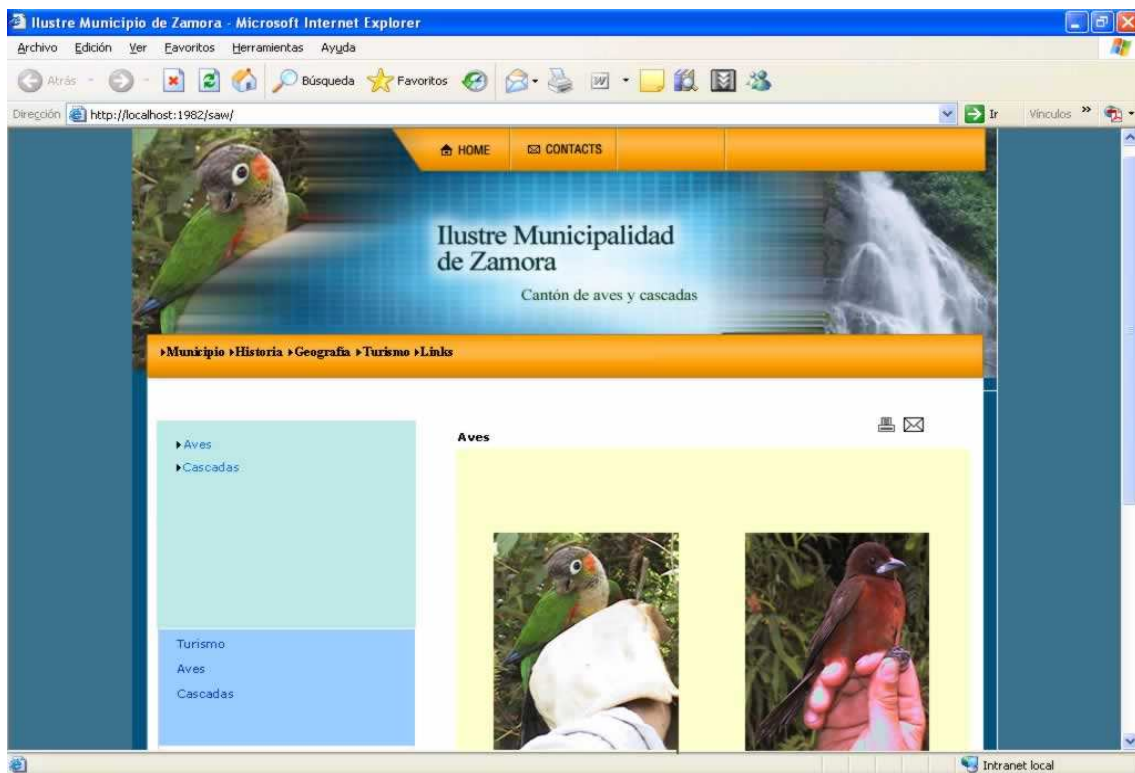 Ilustre Municipio de Zamora - Microsoft Internet Explorer
Archivo Edición Ver Favoritos Herramientas Ayuda
Atrás Búsqueda Favoritos
Dirección http://localhost:1982/saw/ Ir Vínculos »
HOME CONTACTS
Ilustre Municipalidad
de Zamora
Cantón de aves y cascadas
Municipio Historia Geografia Turismo Links
Aves
Cascadas
Aves
Turismo
Aves
Cascadas
Intranet local